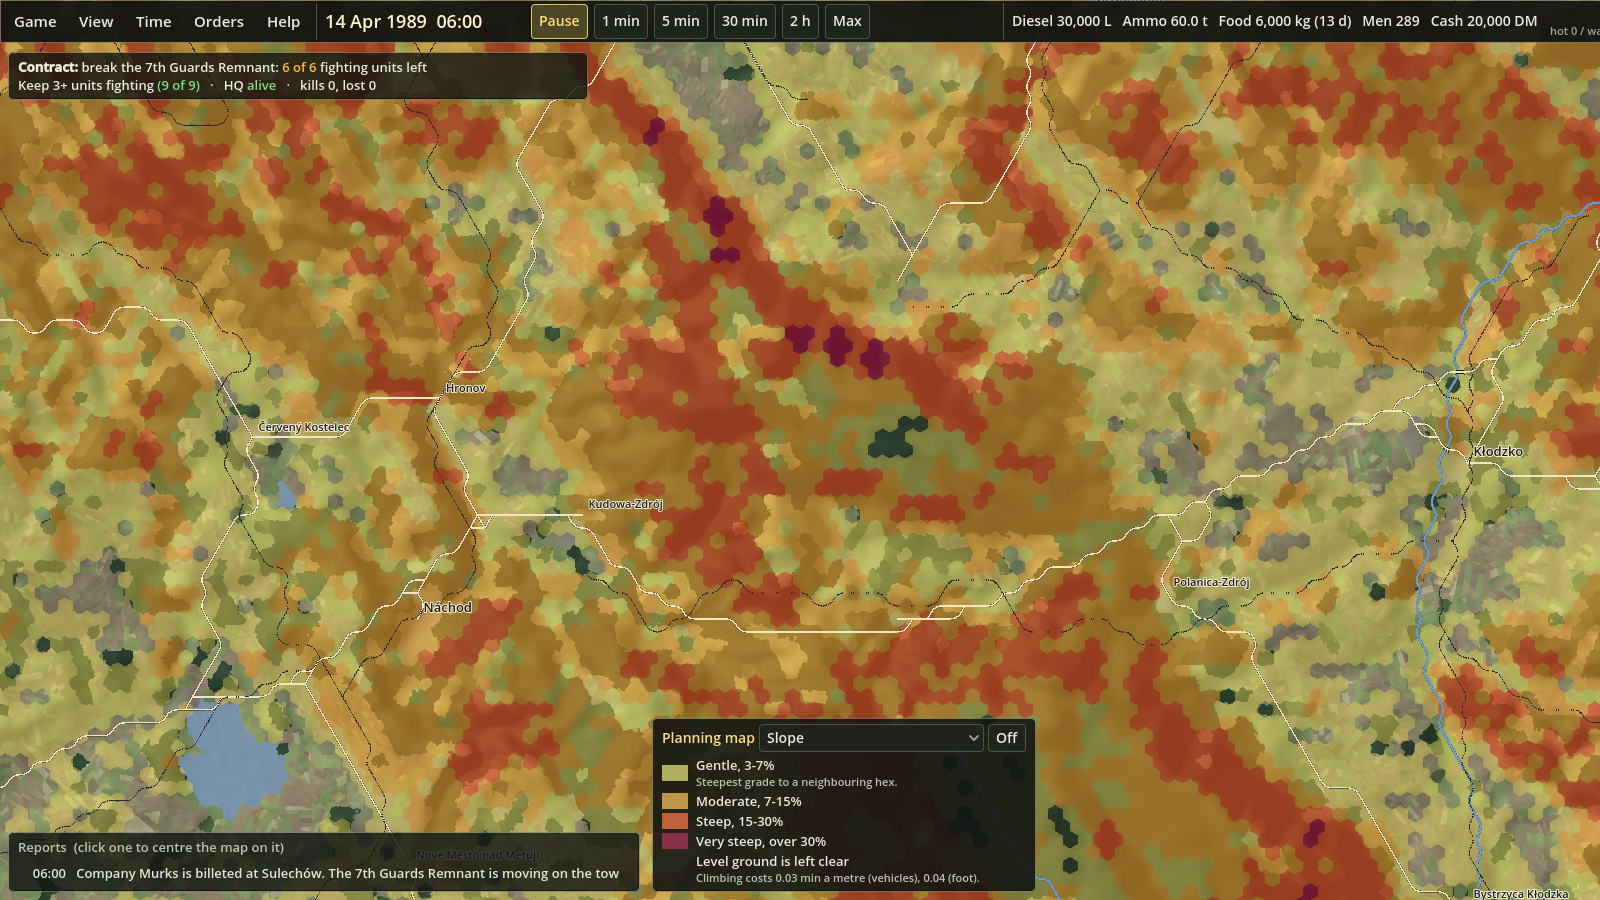 Game View Time Orders Help 14 Apr 1989 06:00 Pause 1 min 5 min 30 min 2 h Max Diesel 30,000 L Ammo 60.0 t Food 6,000 kg (13 d) Men 289 Cash 20,000 DM
hot 0 /
Contract: break the 7th Guards Remnant: 6 of 6 fighting units left
Keep 3+ units fighting (9 of 9) · HQ alive · kills 0, lost 0
Hronov
Červený Kostelec
Kłodzko
Kudowa-Zdrój
Polanica-Zdrój
Náchod
Planning map Slope Off
Gentle, 3-7%
Steepest grade to a neighbouring hex.
Moderate, 7-15%
Steep, 15-30%
Very steep, over 30%
Level ground is left clear
Climbing costs 0.03 min a metre (vehicles), 0.04 (foot).
Reports (click one to centre the map on it)
Nové Město nad Metují
06:00 Company Murks is billeted at Sulechów. The 7th Guards Remnant is moving on the tow
Bystrzyca Kłodzka